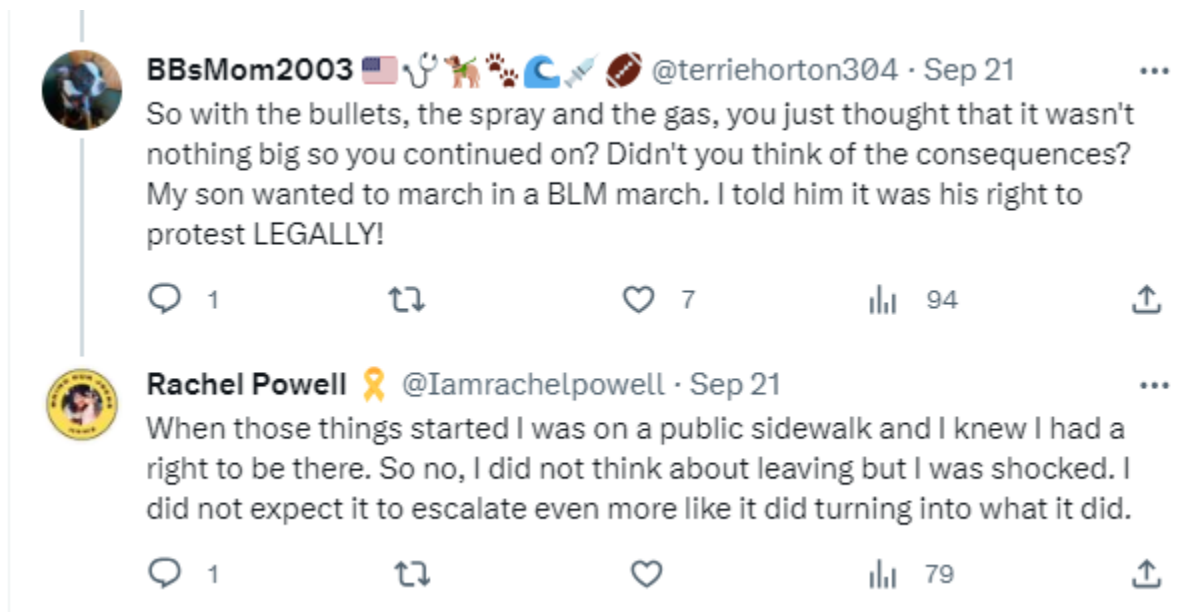 BBsMom2003 🇺🇸🩺🐕‍🦺🐾🌊💉🏈 @terriehorton304 · Sep 21
So with the bullets, the spray and the gas, you just thought that it wasn't
nothing big so you continued on? Didn't you think of the consequences?
My son wanted to march in a BLM march. I told him it was his right to
protest LEGALLY!
1 7 94
Rachel Powell 🎗 @Iamrachelpowell · Sep 21
When those things started I was on a public sidewalk and I knew I had a
right to be there. So no, I did not think about leaving but I was shocked. I
did not expect it to escalate even more like it did turning into what it did.
1 79